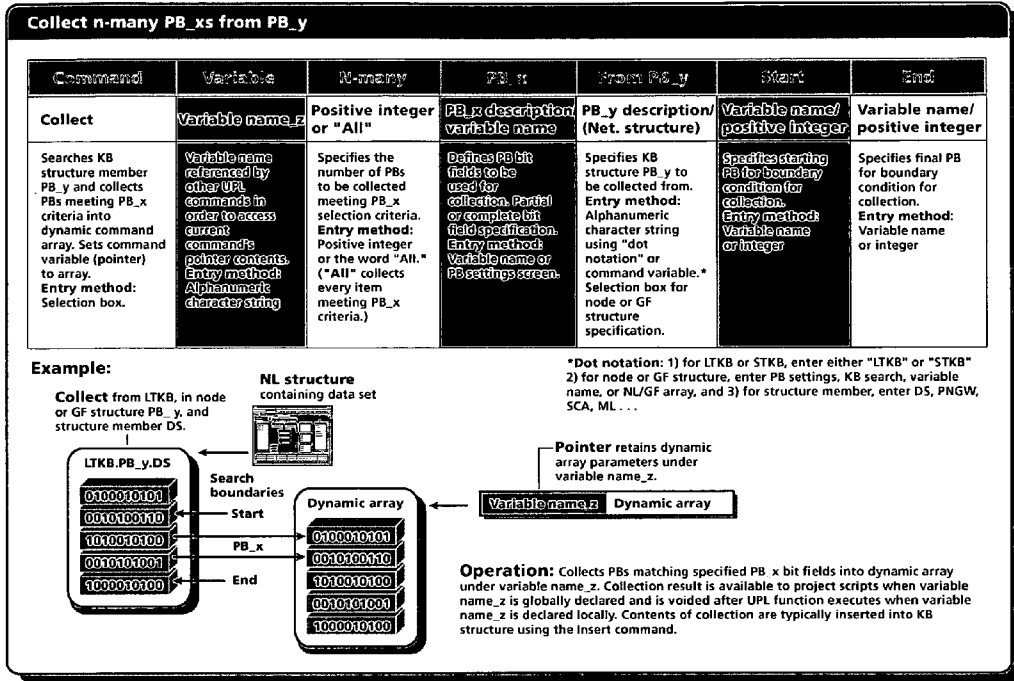 Collect n-many PB_xs from PB_y
Command
Variable
N-many
PB_x
From PB_y
Start
End
Collect
Variable name_z
Positive integer
or "All"
PB_x description/
variable name
PB_y description/
(Net. structure)
Variable name/
positive integer
Variable name/
positive integer
Searches KB
structure member
PB_y and collects
PBs meeting PB_x
criteria into
dynamic command
array. Sets command
variable (pointer)
to array.
Entry method:
Selection box.
Variable name
referenced by
other UPL
commands in
order to access
current
command's
pointer contents.
Entry method:
Alphanumeric
character string
Specifies the
number of PBs
to be collected
meeting PB_x
selection criteria.
Entry method:
Positive integer
or the word "All."
("All" collects
every item
meeting PB_x
criteria.)
Defines PB bit
fields to be
used for
collection. Partial
or complete bit
field specification.
Entry method:
Variable name or
PB settings screen.
Specifies KB
structure PB_y to
be collected from.
Entry method:
Alphanumeric
character string
using "dot
notation" or
command variable.*
Selection box for
node or GF
structure
specification.
Specifies starting
PB for boundary
condition for
collection.
Entry method:
Variable name
or integer
Specifies final PB
for boundary
condition for
collection.
Entry method:
Variable name
or integer
Example:
*Dot notation: 1) for LTKB or STKB, enter either "LTKB" or "STKB"
2) for node or GF structure, enter PB settings, KB search, variable
name, or NL/GF array, and 3) for structure member, enter DS, PNGW,
SCA, ML . . .
Collect from LTKB, in node
or GF structure PB_ y, and
structure member DS.
NL structure
containing data set
LTKB.PB_y.DS
0100010101
0010100110
1010010100
0010101001
1000010100
Search
boundaries
Start
PB_x
End
Dynamic array
0100010101
0010100110
1010010100
0010101001
1000010100
Pointer retains dynamic
array parameters under
variable name_z.
Variable name_z
Dynamic array
Operation: Collects PBs matching specified PB_x bit fields into dynamic array
under variable name_z. Collection result is available to project scripts when variable
name_z is globally declared and is voided after UPL function executes when variable
name_z is declared locally. Contents of collection are typically inserted into KB
structure using the Insert command.